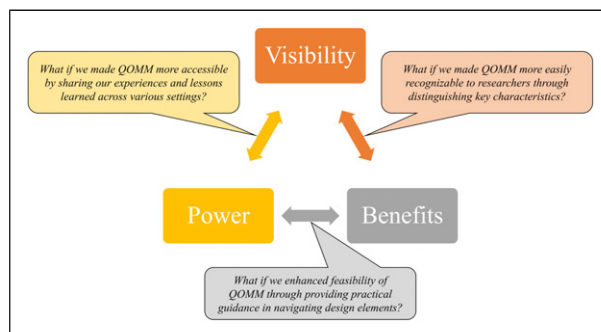 Visibility
What if we made QOMM more accessible
by sharing our experiences and lessons
learned across various settings?
What if we made QOMM more easily
recognizable to researchers through
distinguishing key characteristics?
Power
Benefits
What if we enhanced feasibility of
QOMM through providing practical
guidance in navigating design elements?